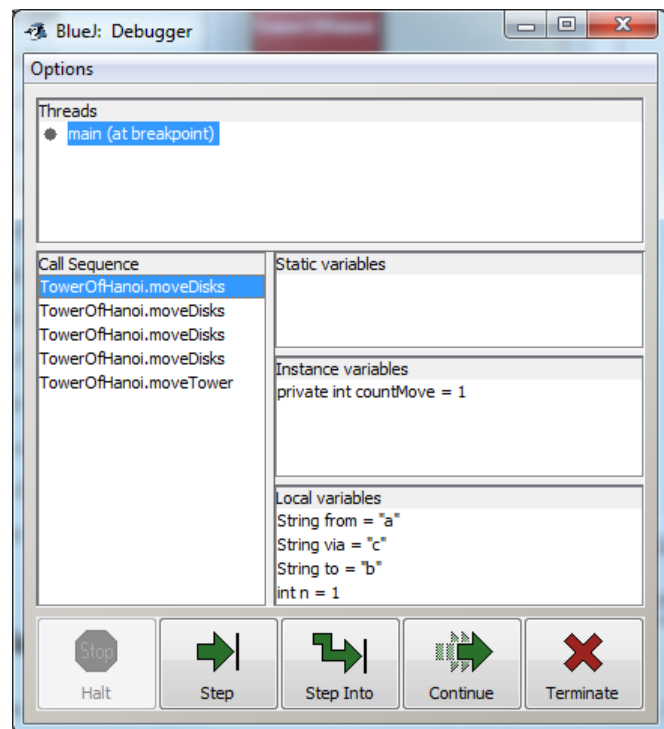 BlueJ: Debugger
Options
Threads
main (at breakpoint)
Call Sequence
TowerOfHanoi.moveDisks
TowerOfHanoi.moveDisks
TowerOfHanoi.moveDisks
TowerOfHanoi.moveDisks
TowerOfHanoi.moveTower
Static variables
Instance variables
private int countMove = 1
Local variables
String from = "a"
String via = "c"
String to = "b"
int n = 1
Stop
Halt
Step
Step Into
Continue
Terminate